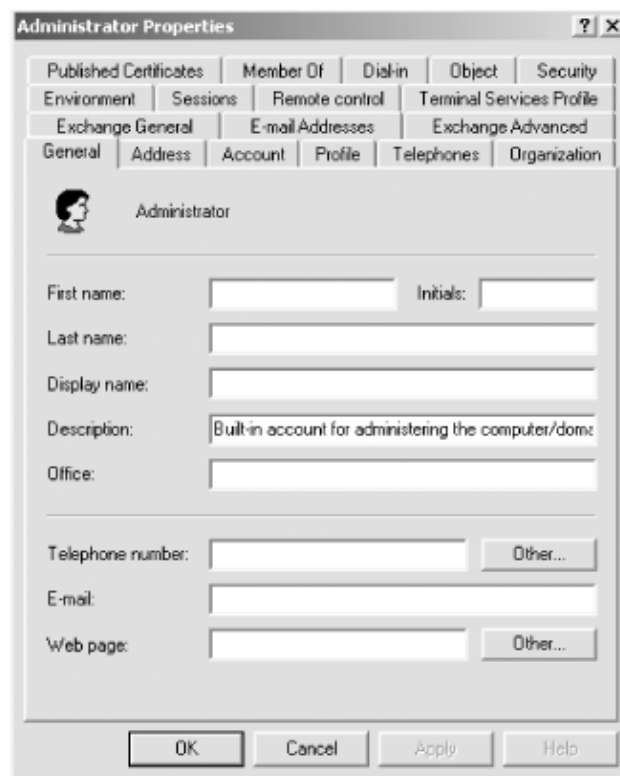 Administrator Properties
Published Certificates Member Of Dial-in Object Security
Environment Sessions Remote control Terminal Services Profile
Exchange General E-mail Addresses Exchange Advanced
General Address Account Profile Telephones Organization
Administrator
First name: Initials:
Last name:
Display name:
Description: Built-in account for administering the computer/doma
Office:
Telephone number: Other...
E-mail:
Web page: Other...
OK Cancel Apply Help